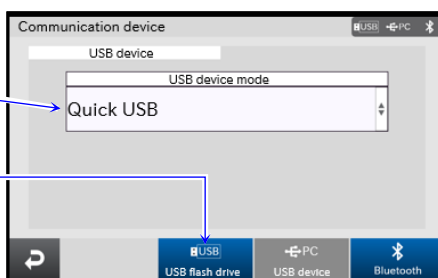 Communication device
USB PC
USB device
USB device mode
Quick USB
USB PC
USB flash drive USB device Bluetooth